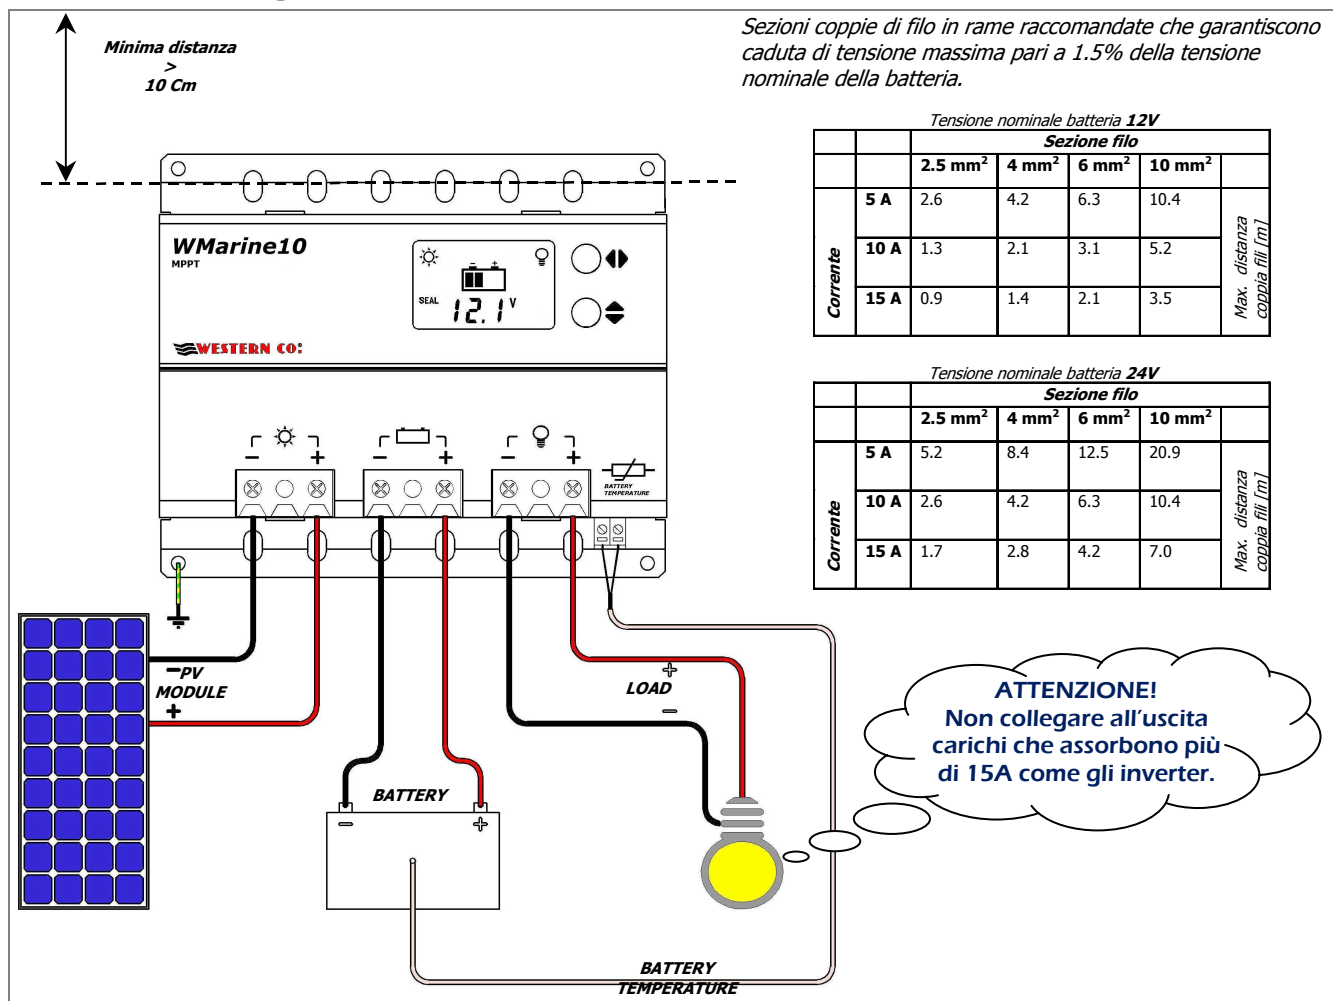 Minima distanza
>
10 Cm
Sezioni coppie di filo in rame raccomandate che garantiscono
caduta di tensione massima pari a 1.5% della tensione
nominale della batteria.
Tensione nominale batteria 12V
Sezione filo
2.5 mm² 4 mm² 6 mm² 10 mm²
5 A 2.6 4.2 6.3 10.4
10 A 1.3 2.1 3.1 5.2
15 A 0.9 1.4 2.1 3.5
Corrente
Max. distanza
coppia fili [m]
Tensione nominale batteria 24V
Sezione filo
2.5 mm² 4 mm² 6 mm² 10 mm²
5 A 5.2 8.4 12.5 20.9
10 A 2.6 4.2 6.3 10.4
15 A 1.7 2.8 4.2 7.0
Corrente
Max. distanza
coppia fili [m]
WMarine10
MPPT
SEAL
12.1 V
WESTERN CO:
- +
- +
- +
- +
BATTERY
TEMPERATURE
- PV
MODULE
+
+
LOAD
-
BATTERY
- +
BATTERY
TEMPERATURE
ATTENZIONE!
Non collegare all'uscita
carichi che assorbono più
di 15A come gli inverter.